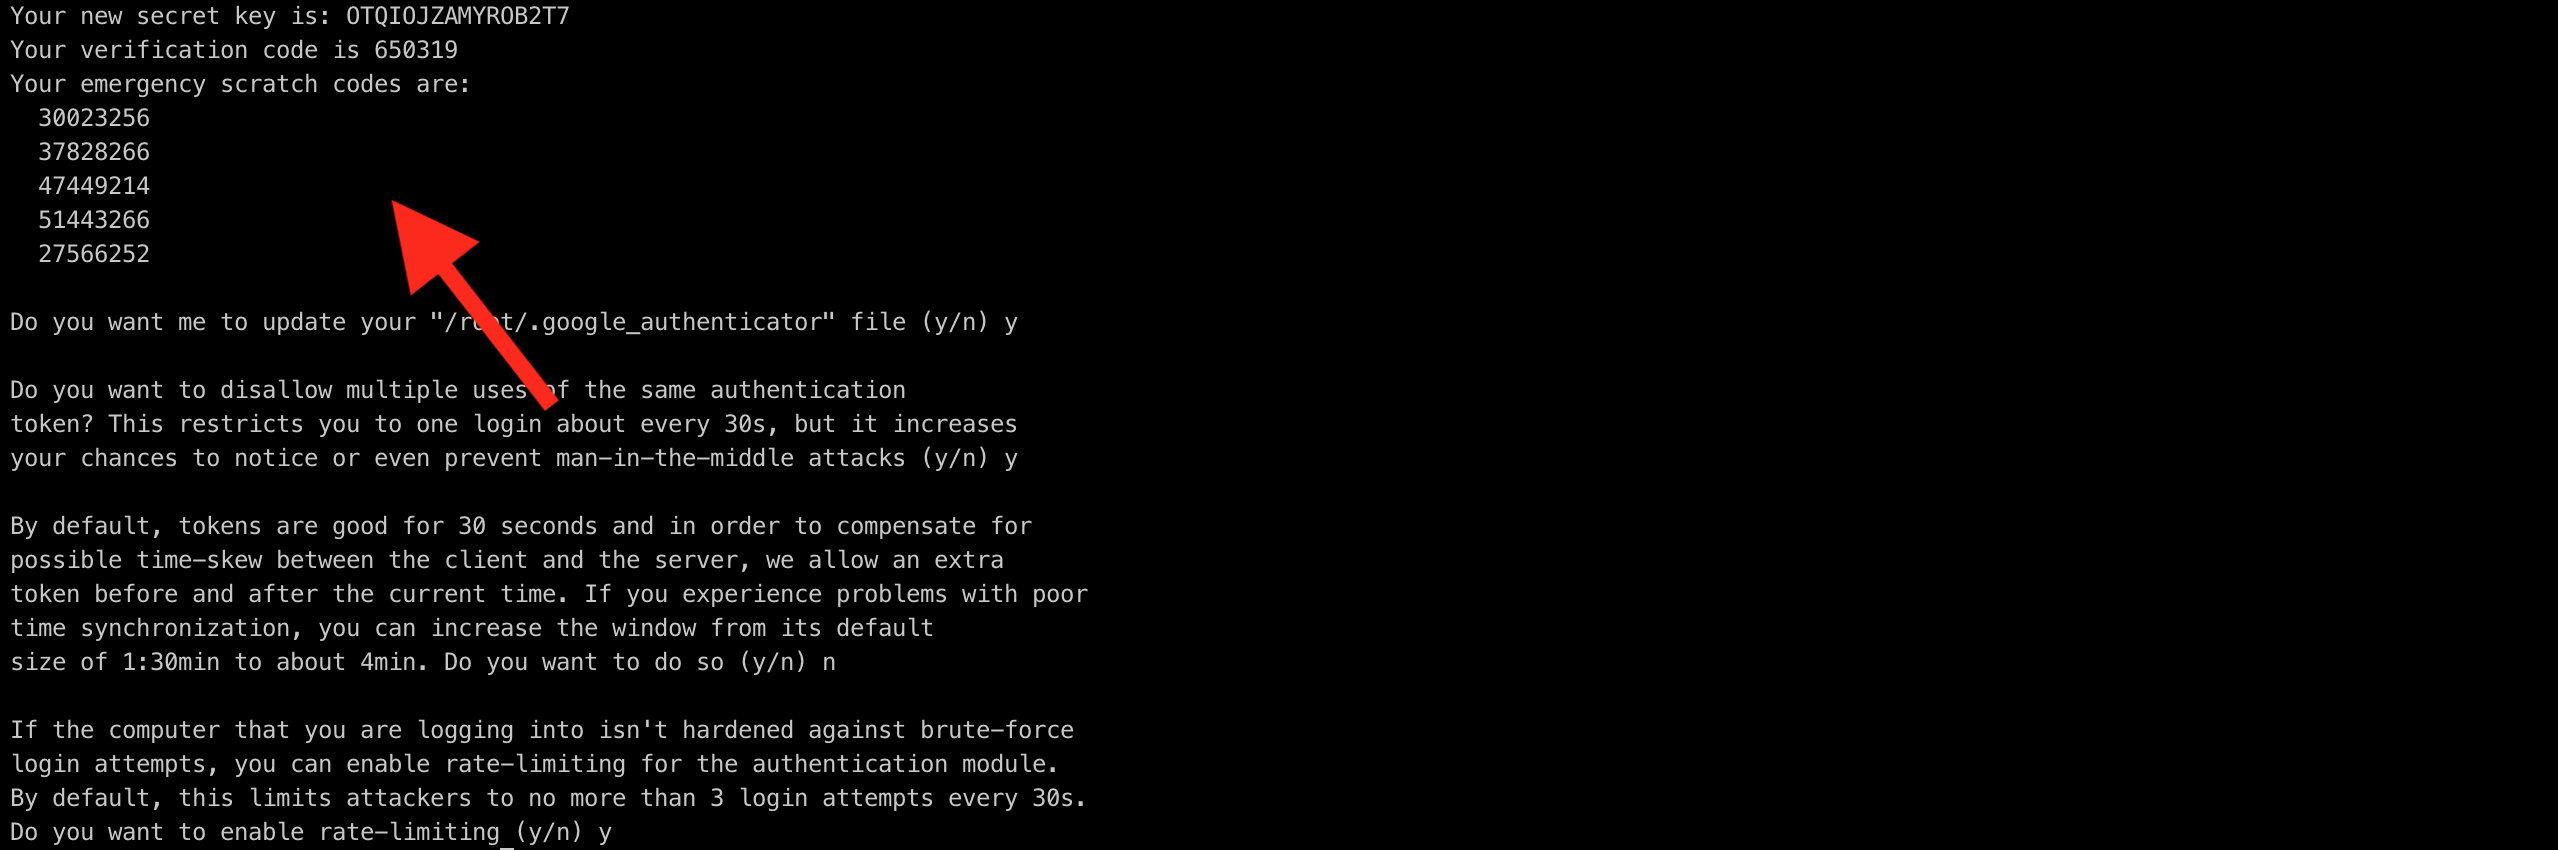 Your new secret key is: OTQIOJZAMYROB2T7
Your verification code is 650319
Your emergency scratch codes are:
30023256
37828266
47449214
51443266
27566252
Do you want me to update your "/root/.google_authenticator" file (y/n) y
Do you want to disallow multiple uses of the same authentication
token? This restricts you to one login about every 30s, but it increases
your chances to notice or even prevent man-in-the-middle attacks (y/n) y
By default, tokens are good for 30 seconds and in order to compensate for
possible time-skew between the client and the server, we allow an extra
token before and after the current time. If you experience problems with poor
time synchronization, you can increase the window from its default
size of 1:30min to about 4min. Do you want to do so (y/n) n
If the computer that you are logging into isn't hardened against brute-force
login attempts, you can enable rate-limiting for the authentication module.
By default, this limits attackers to no more than 3 login attempts every 30s.
Do you want to enable rate-limiting (y/n) y